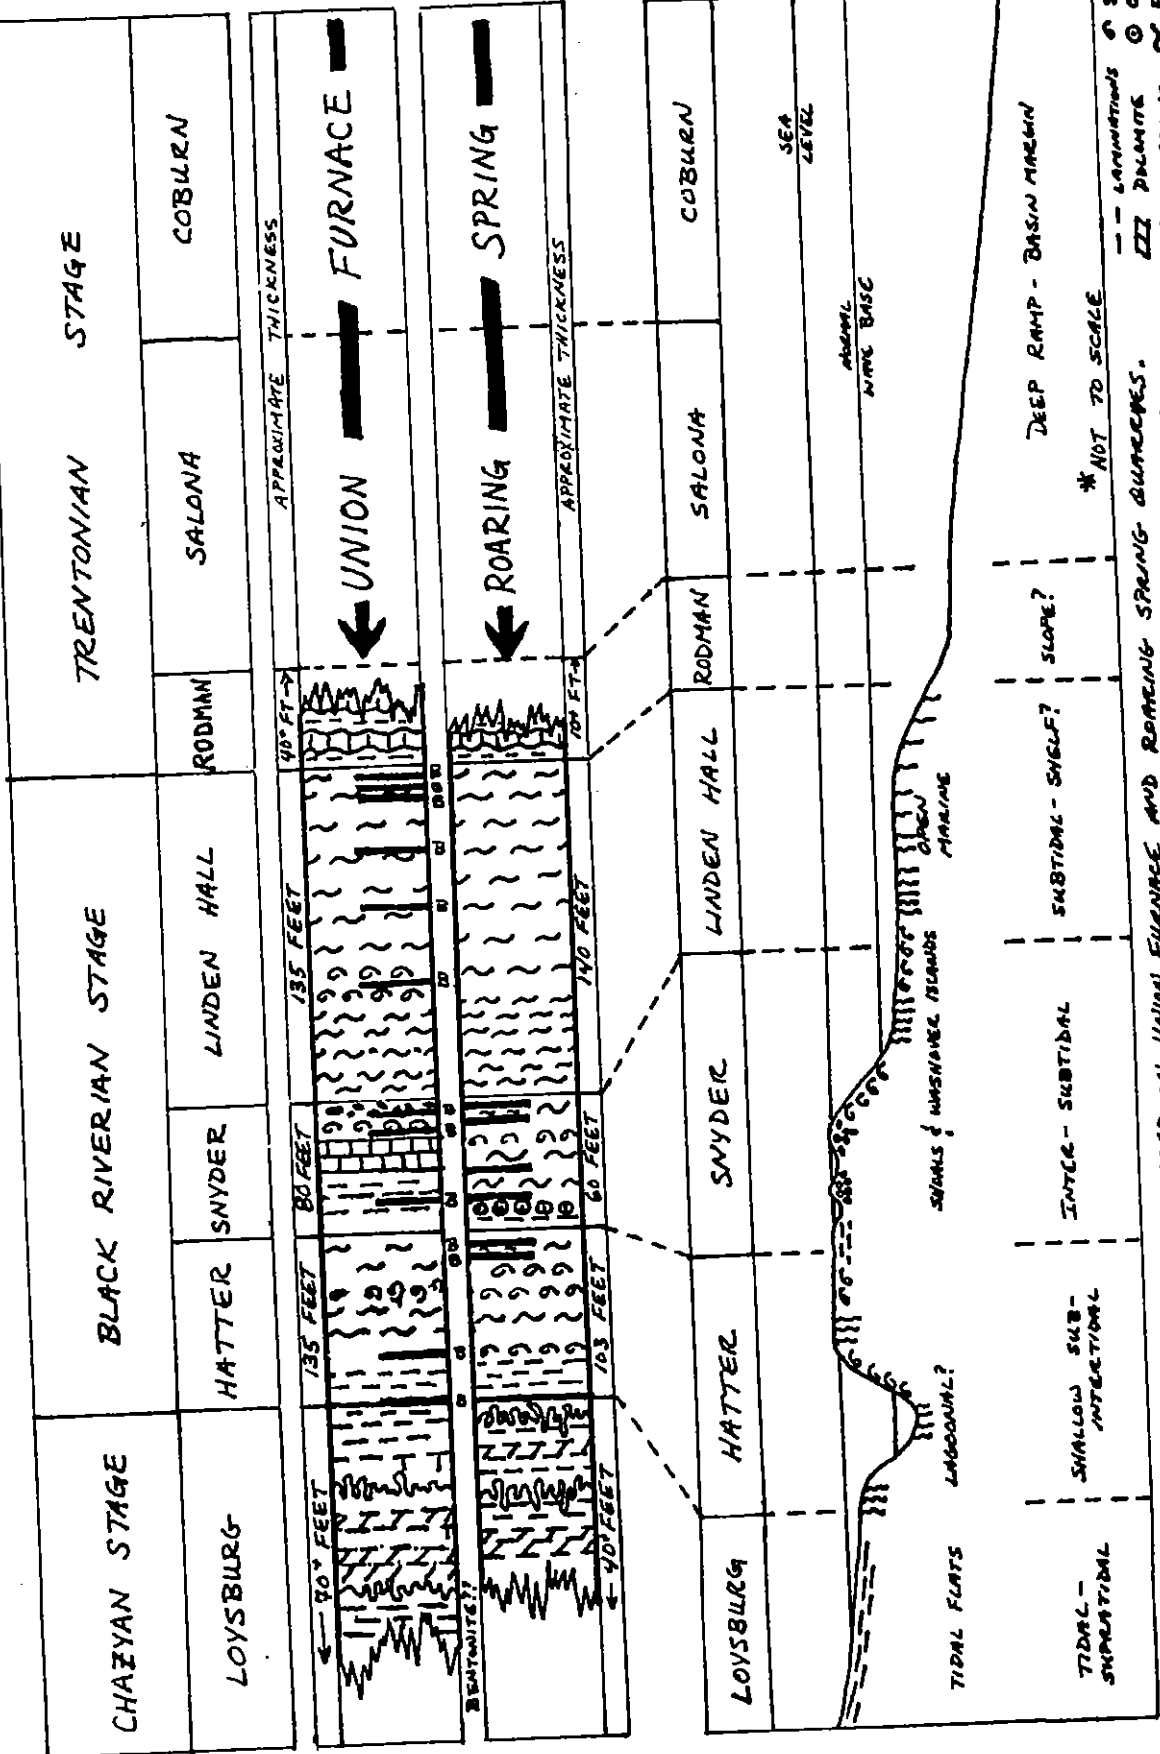 CHAZYAN STAGE
BLACK RIVERIAN STAGE
TRENTONIAN STAGE
LOYSBURG
HATTER
SNYDER
LINDEN HALL
RODMAN
SALONA
COBURN
APPROXIMATE THICKNESS
70+ FEET
135 FEET
80 FEET
135 FEET
40+ FT
UNION FURNACE
BENTONITE??
B B B B B B B B B B B B
ROARING SPRING
40+ FEET
103 FEET
60 FEET
140 FEET
10+ FT
APPROXIMATE THICKNESS
LOYSBURG
HATTER
SNYDER
LINDEN HALL
RODMAN
SALONA
COBURN
SEA
LEVEL
NORMAL
WAVE BASE
TIDAL FLATS
LAGOONAL?
SHOALS & WASHOVER ISLANDS
OPEN
MARINE
TIDAL -
SUPRATIDAL
SHALLOW SUB-
INTERTIDAL
INTER - SUBTIDAL
SUBTIDAL - SHELF?
SLOPE?
DEEP RAMP - BASIN MARGIN
* NOT TO SCALE
-- LAMINATIONS
DOLOMITE
UNION FURNACE AND ROARING SPRING QUARRIES.